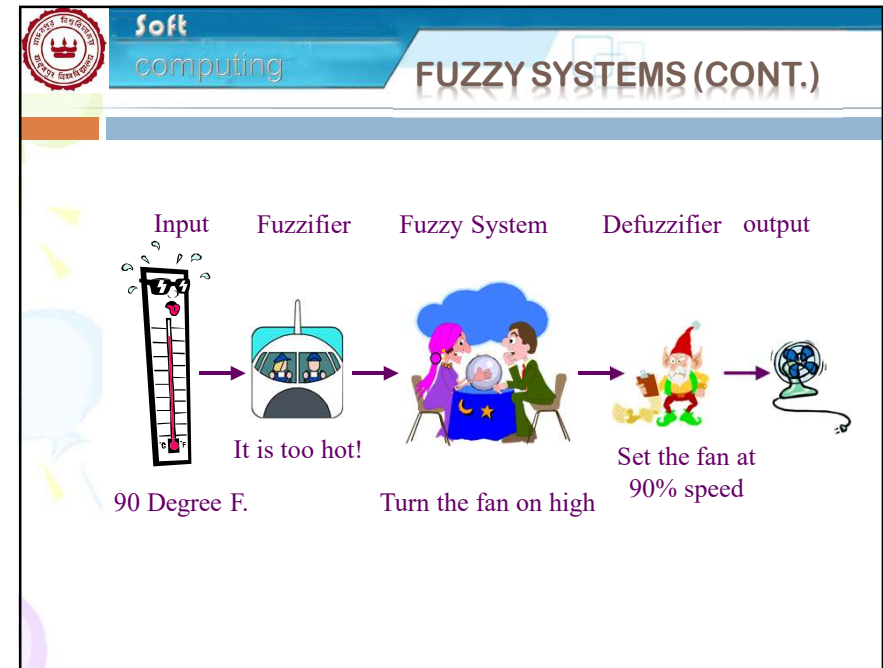 Soft
computing
FUZZY SYSTEMS (CONT.)
Input Fuzzifier Fuzzy System Defuzzifier output
°C °F
It is too hot!
Set the fan at
90% speed
90 Degree F.
Turn the fan on high